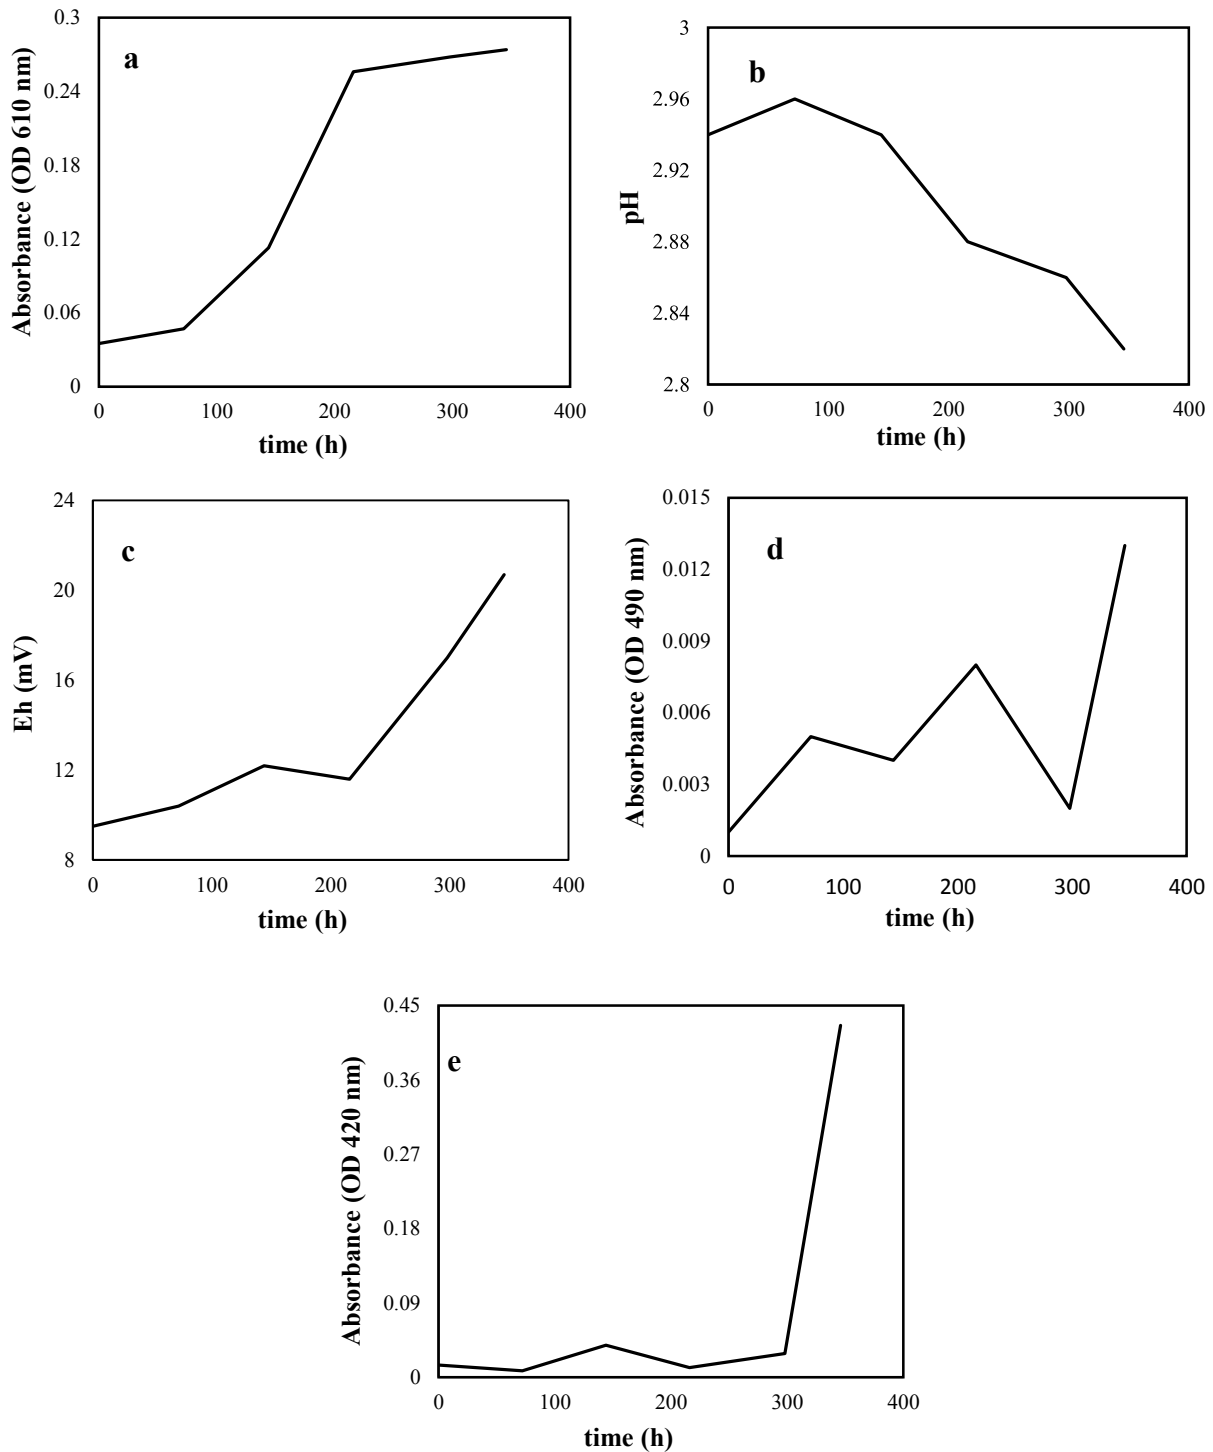 a
Absorbance (OD 610 nm)
0.3
0.24
0.18
0.12
0.06
0
0 100 200 300 400
time (h)
b
pH
3
2.96
2.92
2.88
2.84
2.8
0 100 200 300 400
time (h)
c
Eh (mV)
24
20
16
12
8
0 100 200 300 400
time (h)
d
Absorbance (OD 490 nm)
0.015
0.012
0.009
0.006
0.003
0
0 100 200 300 400
time (h)
e
Absorbance (OD 420 nm)
0.45
0.36
0.27
0.18
0.09
0
0 100 200 300 400
time (h)